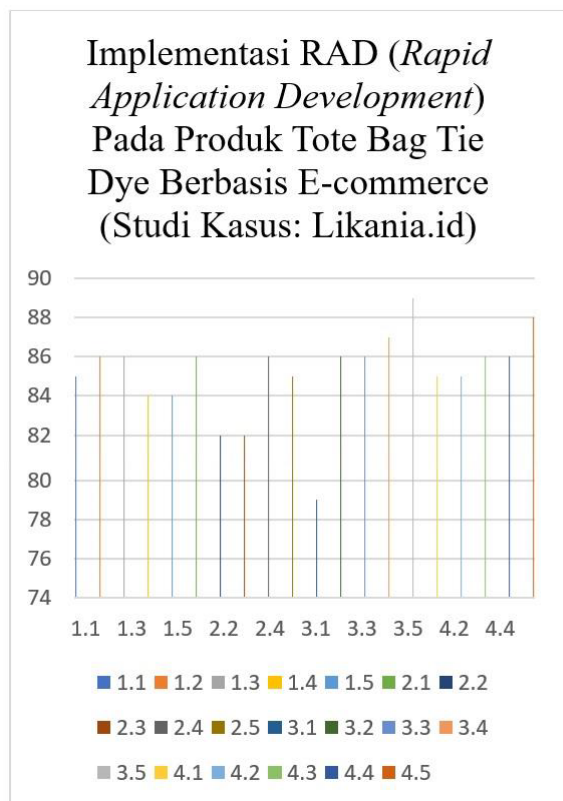 Implementasi RAD (Rapid
Application Development)
Pada Produk Tote Bag Tie
Dye Berbasis E-commerce
(Studi Kasus: Likania.id)
90
88
86
84
82
80
78
76
74
1.1 1.3 1.5 2.2 2.4 3.1 3.3 3.5 4.2 4.4
1.1 1.2 1.3 1.4 1.5 2.1 2.2
2.3 2.4 2.5 3.1 3.2 3.3 3.4
3.5 4.1 4.2 4.3 4.4 4.5